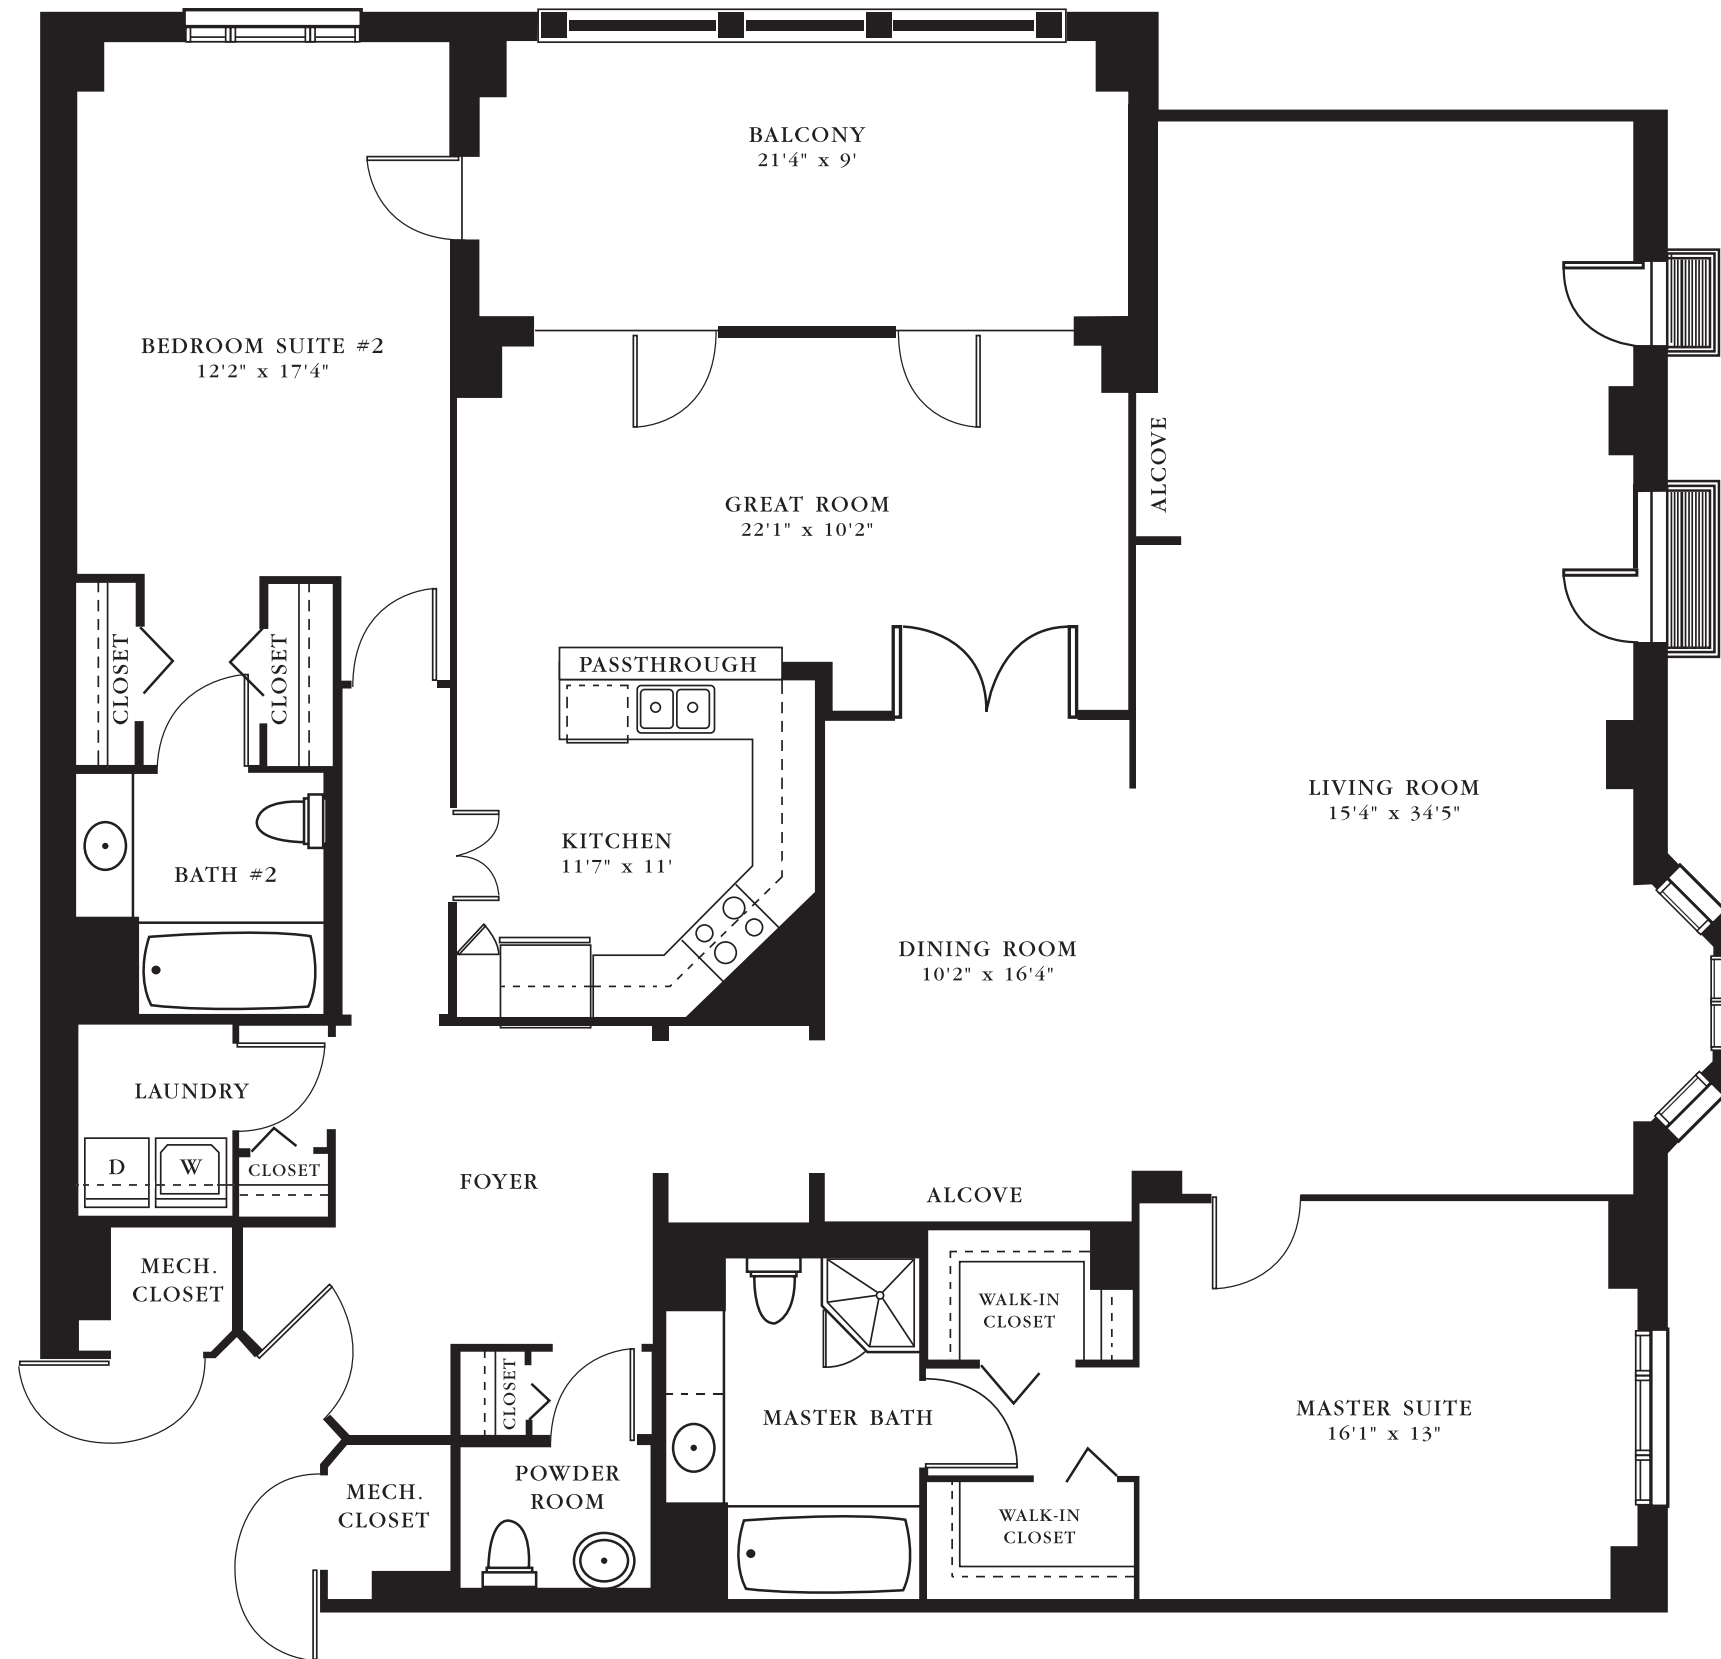 BALCONY
21'4" x 9'
BEDROOM SUITE #2
12'2" x 17'4"
ALCOVE
GREAT ROOM
22'1" x 10'2"
CLOSET
CLOSET
PASSTHROUGH
LIVING ROOM
15'4" x 34'5"
KITCHEN
11'7" x 11'
BATH #2
DINING ROOM
10'2" x 16'4"
LAUNDRY
D
W
CLOSET
FOYER
ALCOVE
MECH.
CLOSET
WALK-IN
CLOSET
CLOSET
MASTER BATH
MASTER SUITE
16'1" x 13"
POWDER
ROOM
MECH.
CLOSET
WALK-IN
CLOSET